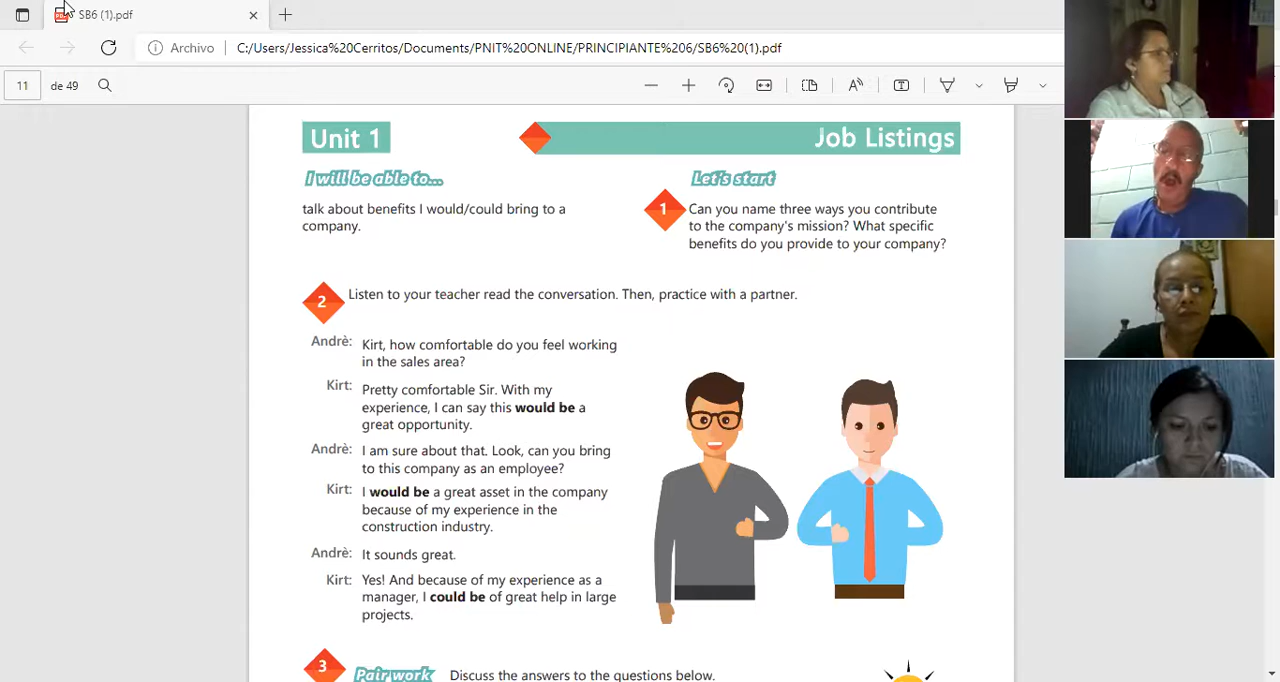 SB6 (1).pdf
Archivo
C:/Users/Jessica%20Cerritos/Documents/PNIT%20ONLINE/PRINCIPIANTE%206/SB6%20(1).pdf
11 de 49
Unit 1
Job Listings
I will be able to...
talk about benefits I would/could bring to a
company.
Let's start
1
Can you name three ways you contribute
to the company's mission? What specific
benefits do you provide to your company?
2
Listen to your teacher read the conversation. Then, practice with a partner.
Andrè: Kirt, how comfortable do you feel working
in the sales area?
Kirt: Pretty comfortable Sir. With my
experience, I can say this would be a
great opportunity.
Andrè: I am sure about that. Look, can you bring
to this company as an employee?
Kirt: I would be a great asset in the company
because of my experience in the
construction industry.
Andrè: It sounds great.
Kirt: Yes! And because of my experience as a
manager, I could be of great help in large
projects.
3
Pair work
Discuss the answers to the questions below.